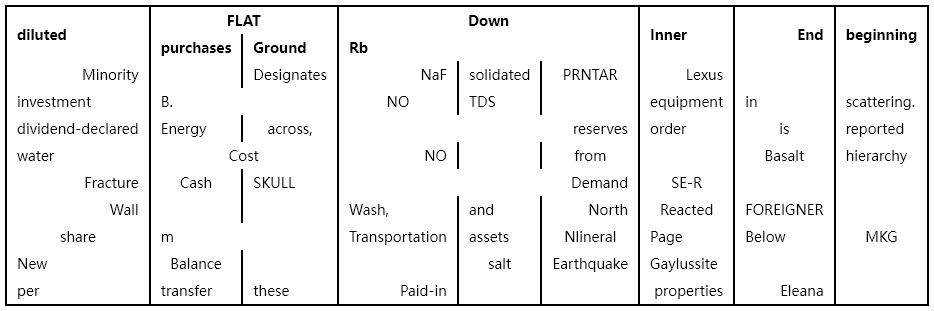 diluted FLAT Down Inner End beginning
purchases Ground Rb
Minority Designates NaF solidated PRNTAR Lexus
investment B. NO TDS equipment in scattering.
dividend-declared Energy across, reserves order is reported
water Cost NO from Basalt hierarchy
Fracture Cash SKULL Demand SE-R
Wall Wash, and North Reacted FOREIGNER
share m Transportation assets Nlineral Page Below MKG
New Balance salt Earthquake Gaylussite
per transfer these Paid-in properties Eleana